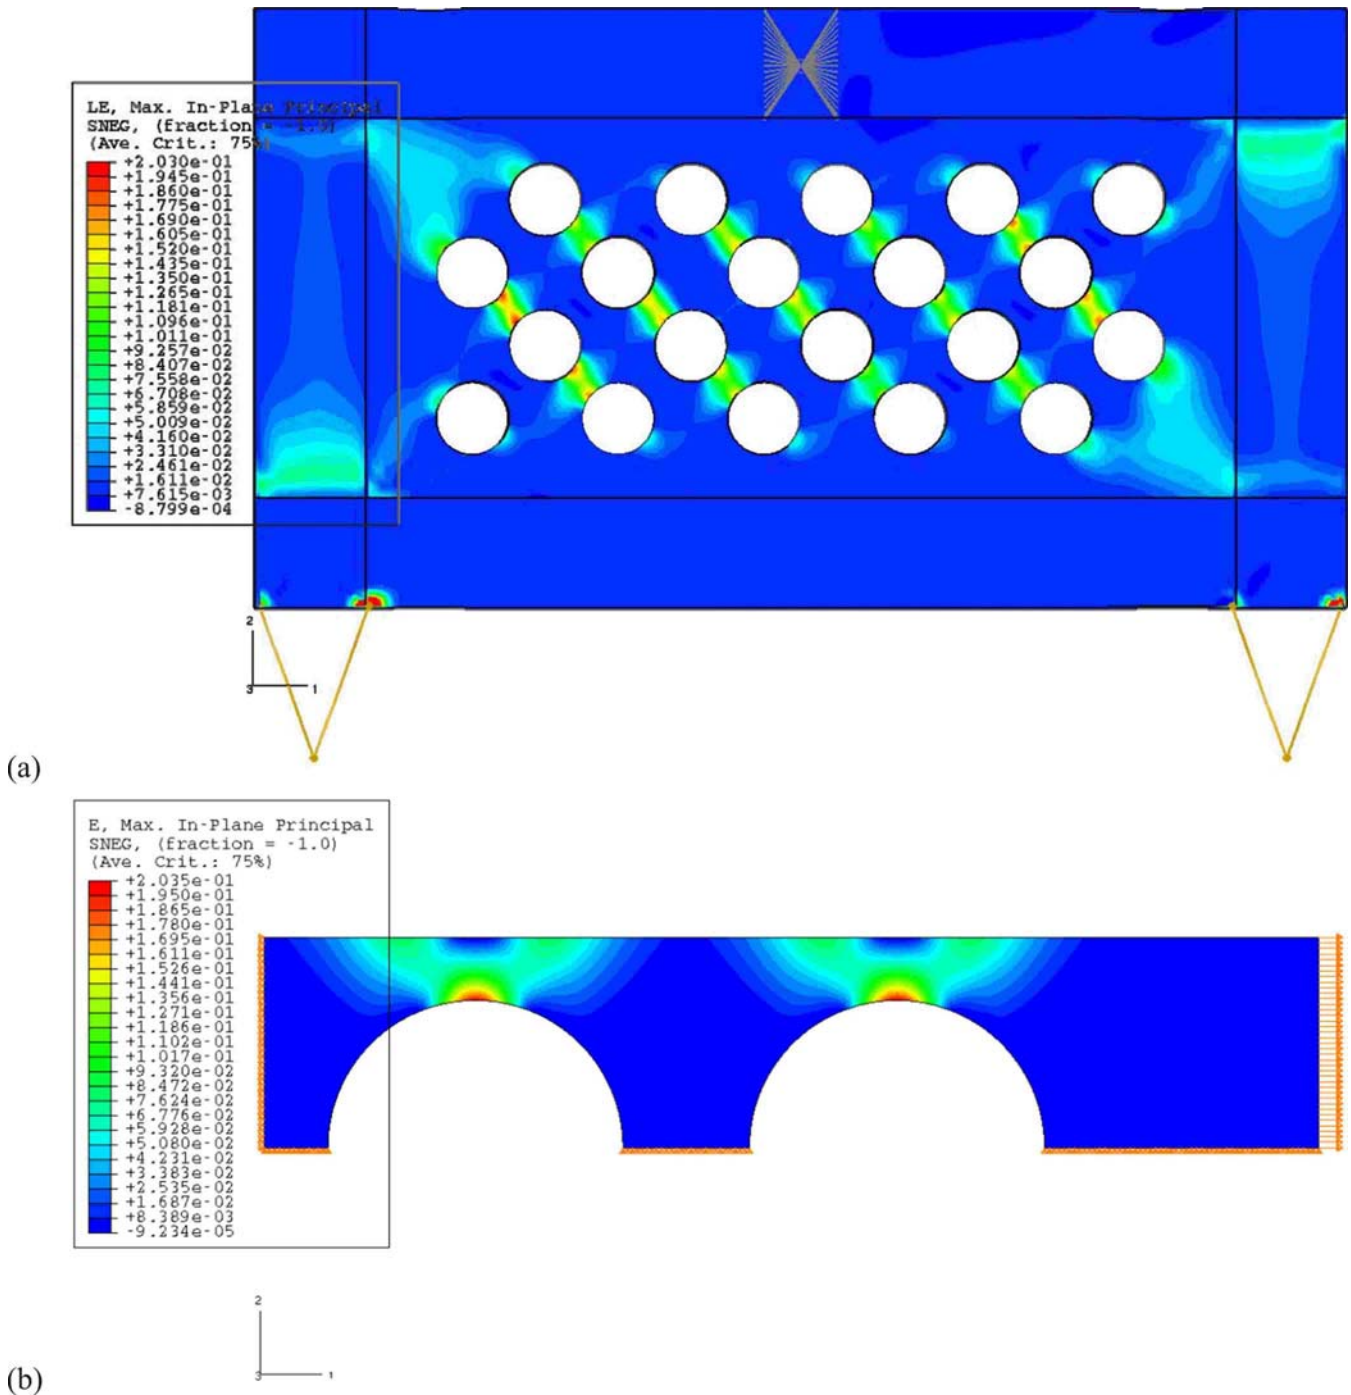 LE, Max. In-Plane Principal
SNEG, (fraction = -1.0)
(Ave. Crit.: 75%)
+2.030e-01
+1.945e-01
+1.860e-01
+1.775e-01
+1.690e-01
+1.605e-01
+1.520e-01
+1.435e-01
+1.350e-01
+1.265e-01
+1.181e-01
+1.096e-01
+1.011e-01
+9.257e-02
+8.407e-02
+7.558e-02
+6.708e-02
+5.859e-02
+5.009e-02
+4.160e-02
+3.310e-02
+2.461e-02
+1.611e-02
+7.615e-03
-8.799e-04
2
3
1
(a)
E, Max. In-Plane Principal
SNEG, (fraction = -1.0)
(Ave. Crit.: 75%)
+2.035e-01
+1.950e-01
+1.865e-01
+1.780e-01
+1.695e-01
+1.611e-01
+1.526e-01
+1.441e-01
+1.356e-01
+1.271e-01
+1.186e-01
+1.102e-01
+1.017e-01
+9.320e-02
+8.472e-02
+7.624e-02
+6.776e-02
+5.928e-02
+5.080e-02
+4.231e-02
+3.383e-02
+2.535e-02
+1.687e-02
+8.389e-03
-9.234e-05
2
3
1
(b)